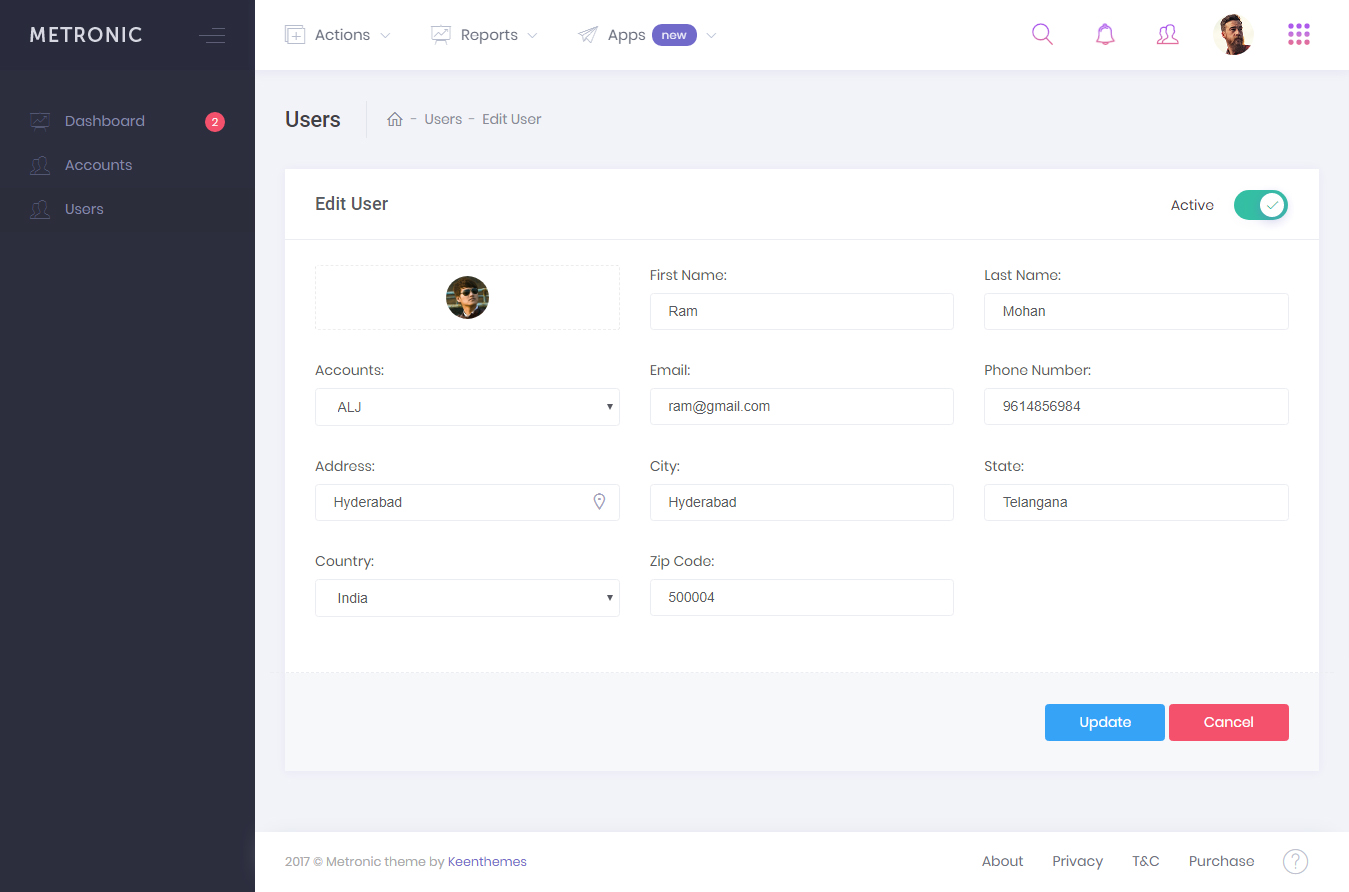 METRONIC
Actions Reports Apps new
Dashboard 2
Accounts
Users
Users - Users - Edit User
Edit User Active
First Name: Last Name:
Ram Mohan
Accounts: Email: Phone Number:
ALJ ram@gmail.com 9614856984
Address: City: State:
Hyderabad Hyderabad Telangana
Country: Zip Code:
India 500004
Update Cancel
2017 © Metronic theme by Keenthemes About Privacy T&C Purchase ?